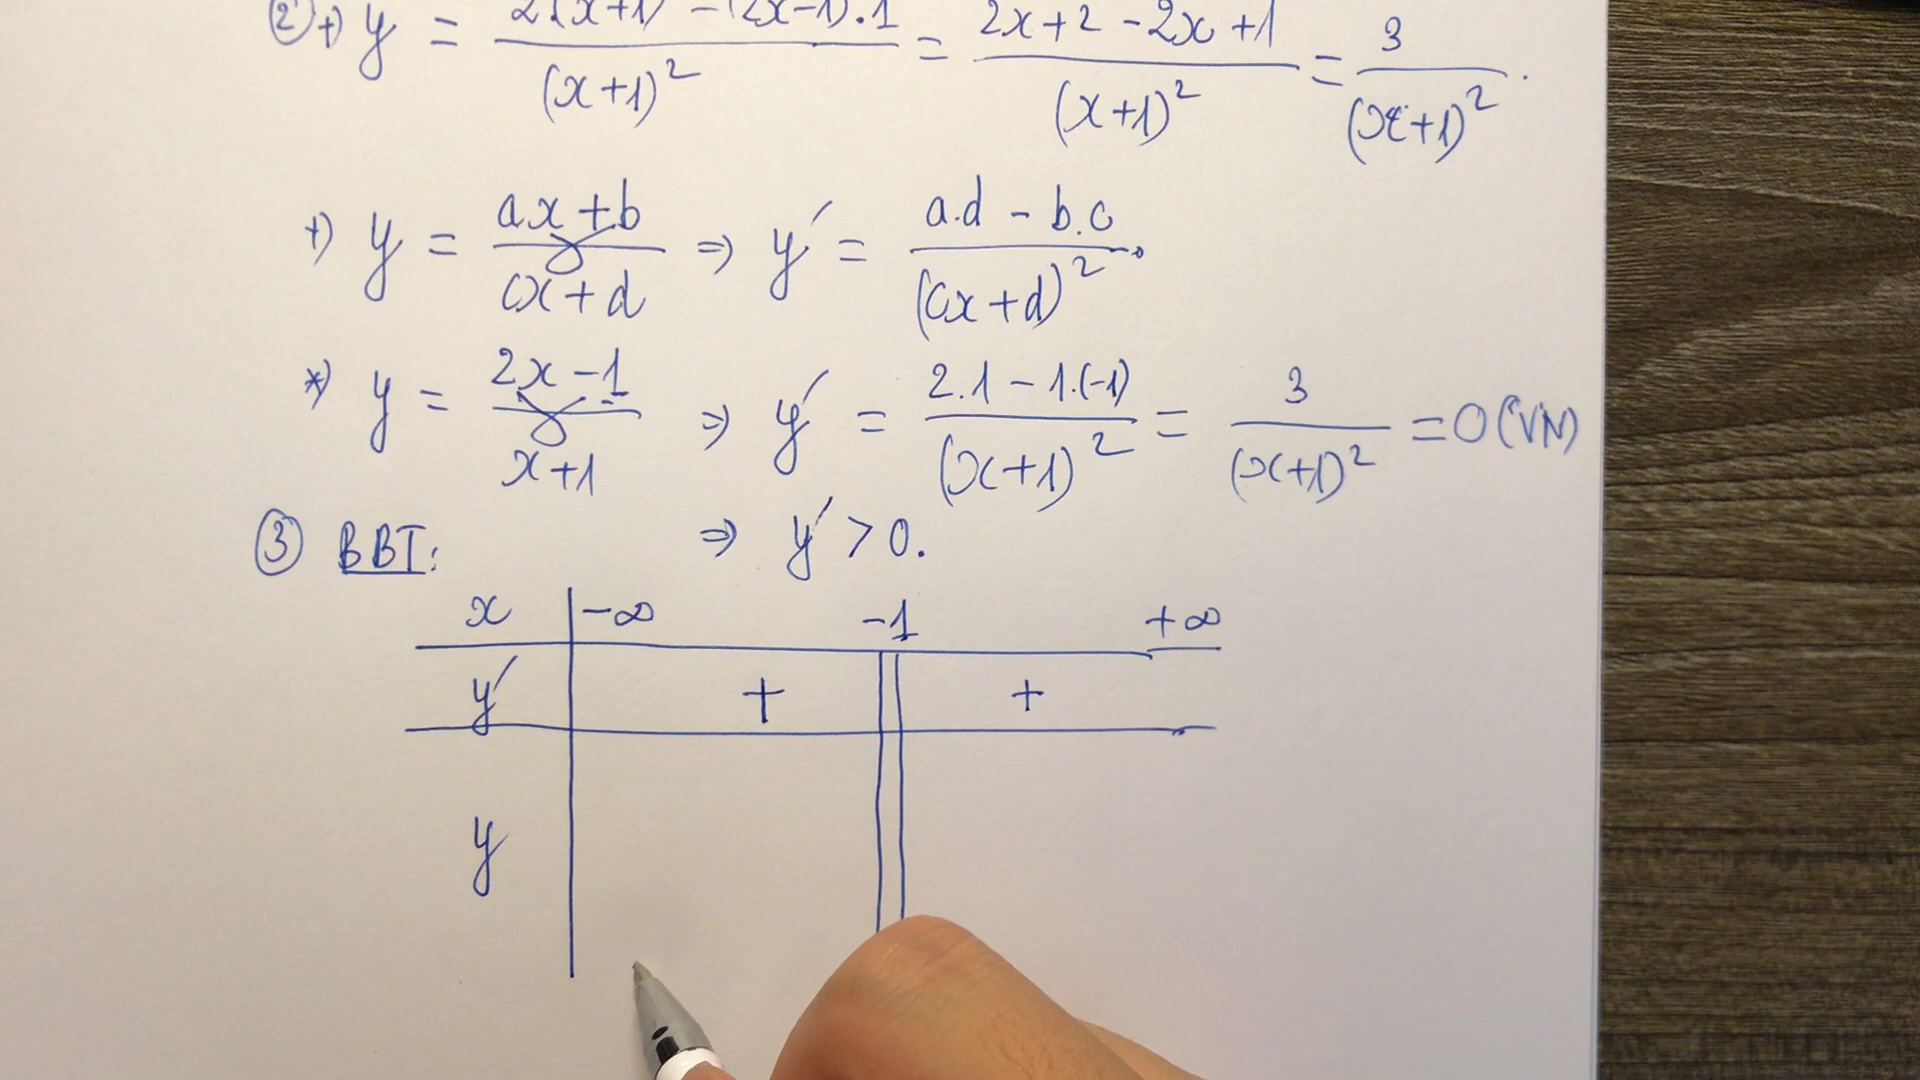 ② +) y = 2.(x+1) - (2x-1).1 / (x+1)² = 2x+2-2x+1 / (x+1)² = 3 / (x+1)².
+) y = ax+b / cx+d ⇒ y' = a.d - b.c / (cx+d)².
*) y = 2x-1 / x+1 ⇒ y' = 2.1 - 1.(-1) / (x+1)² = 3 / (x+1)² = 0 (VN)
③ BBT: ⇒ y' > 0.
x | -∞ -1 +∞
y' | + || +
y